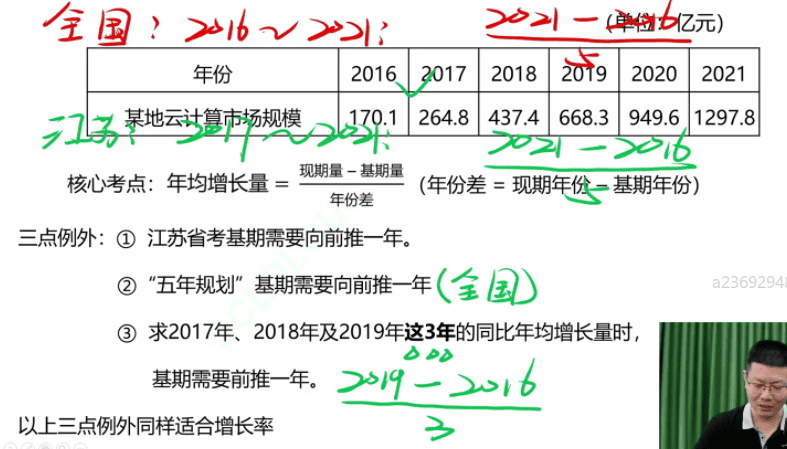 全国：2016～2021： 2021－2016
5
（单位：亿元）
年份 2016 2017 2018 2019 2020 2021
某地云计算市场规模 170.1 264.8 437.4 668.3 949.6 1297.8
江苏：2017～2021： 2021－2016
5
核心考点：年均增长量 = 现期量－基期量
年份差
（年份差 = 现期年份－基期年份）
三点例外：① 江苏省考基期需要向前推一年。
② “五年规划”基期需要向前推一年（全国）
③ 求2017年、2018年及2019年这3年的同比年均增长量时，
基期需要前推一年。 2019－2016
3
以上三点例外同样适合增长率
a2369294